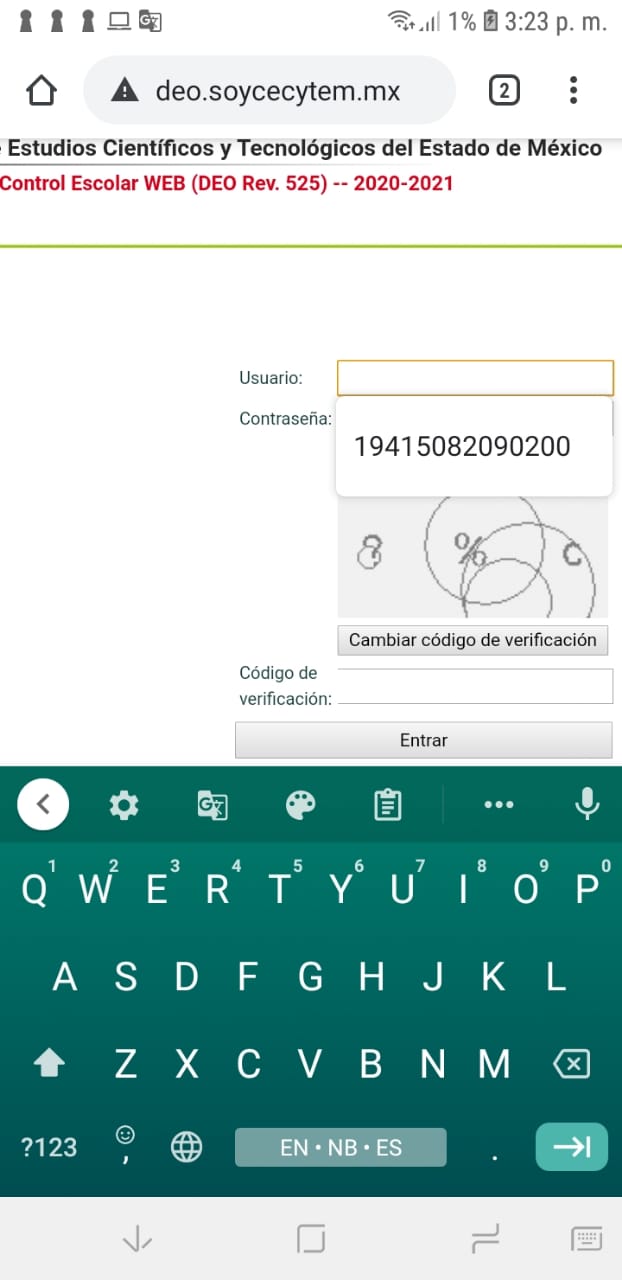 1% 3:23 p. m.
deo.soycecytem.mx 2
Estudios Científicos y Tecnológicos del Estado de México
Control Escolar WEB (DEO Rev. 525) -- 2020-2021
Usuario:
Contraseña:
19415082090200
8 % C
Cambiar código de verificación
Código de
verificación:
Entrar
1 2 3 4 5 6 7 8 9 0
Q W E R T Y U I O P
A S D F G H J K L
Z X C V B N M
?123 , EN • NB • ES .